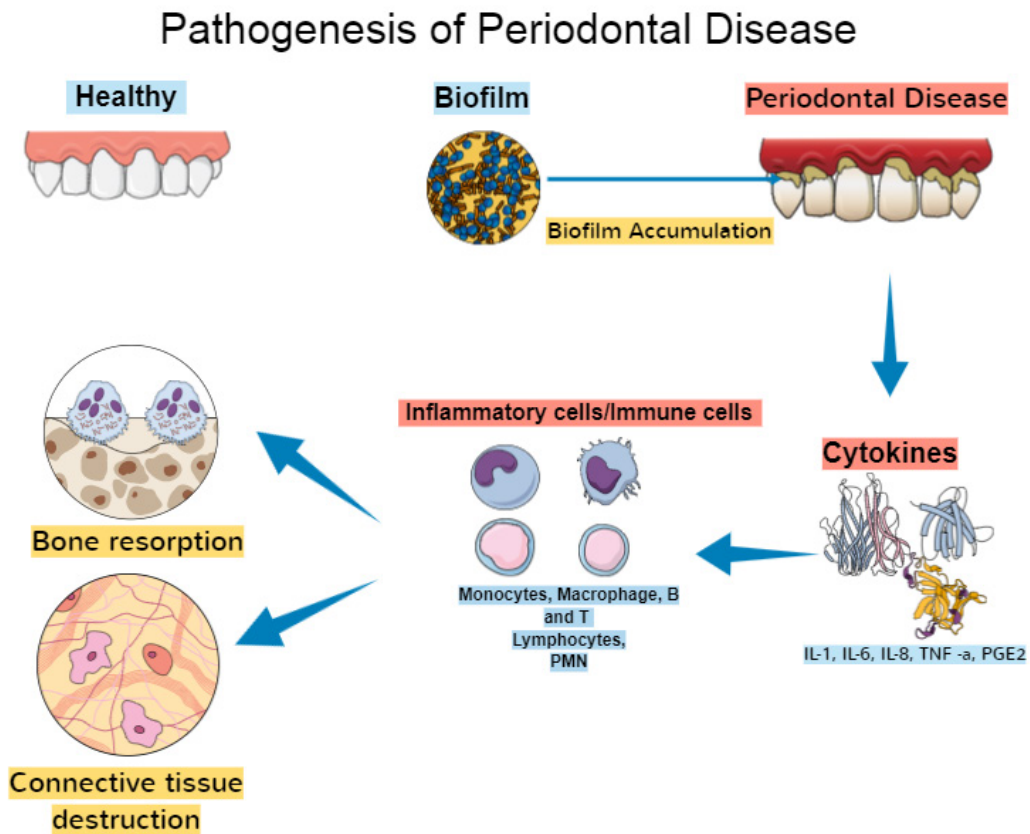 Pathogenesis of Periodontal Disease
Healthy
Biofilm
Periodontal Disease
Biofilm Accumulation
Inflammatory cells/Immune cells
Cytokines
Bone resorption
Monocytes, Macrophage, B
and T
Lymphocytes,
PMN
IL-1, IL-6, IL-8, TNF -a, PGE2
Connective tissue
destruction